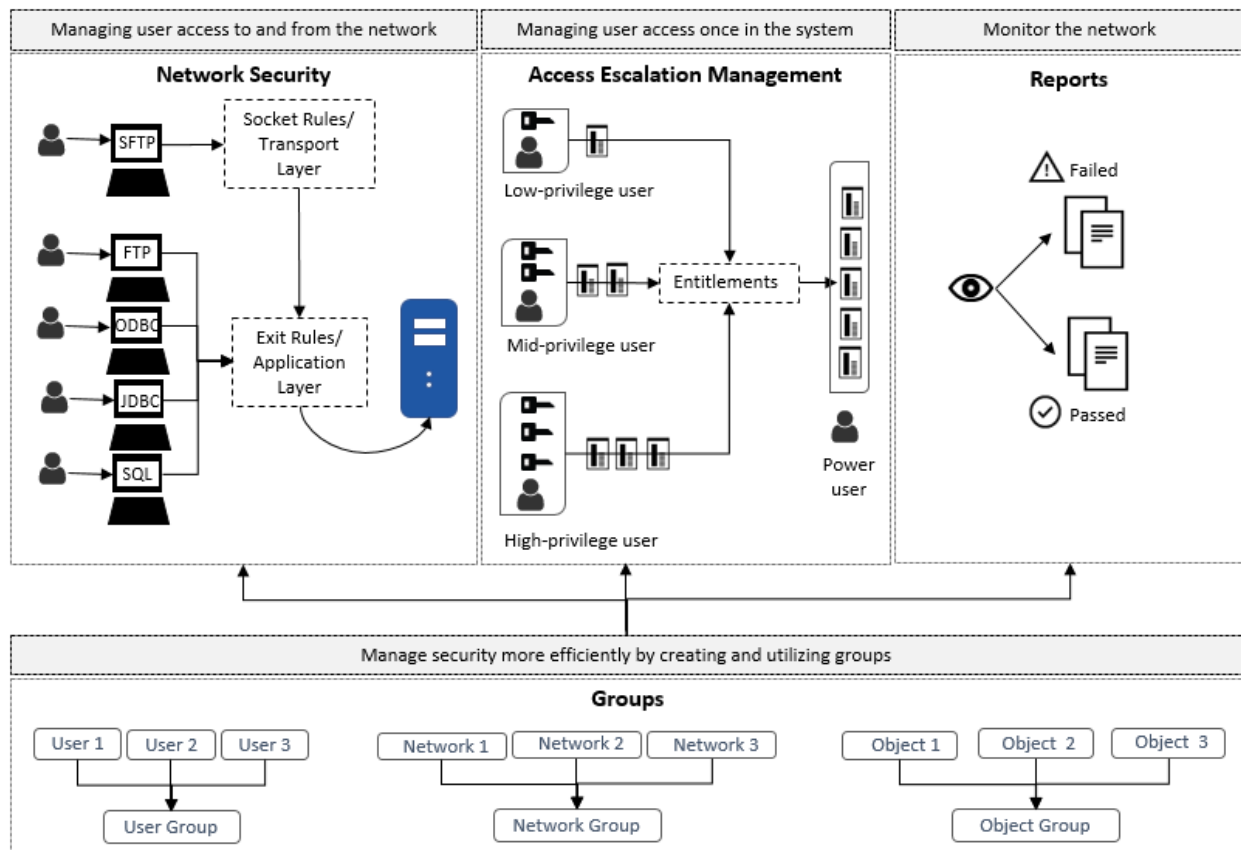 Managing user access to and from the network
Managing user access once in the system
Monitor the network
Network Security
Access Escalation Management
Reports
SFTP
Socket Rules/
Transport
Layer
FTP
ODBC
JDBC
SQL
Exit Rules/
Application
Layer
Low-privilege user
Mid-privilege user
High-privilege user
Entitlements
Power
user
Failed
Passed
Manage security more efficiently by creating and utilizing groups
Groups
User 1
User 2
User 3
User Group
Network 1
Network 2
Network 3
Network Group
Object 1
Object 2
Object 3
Object Group